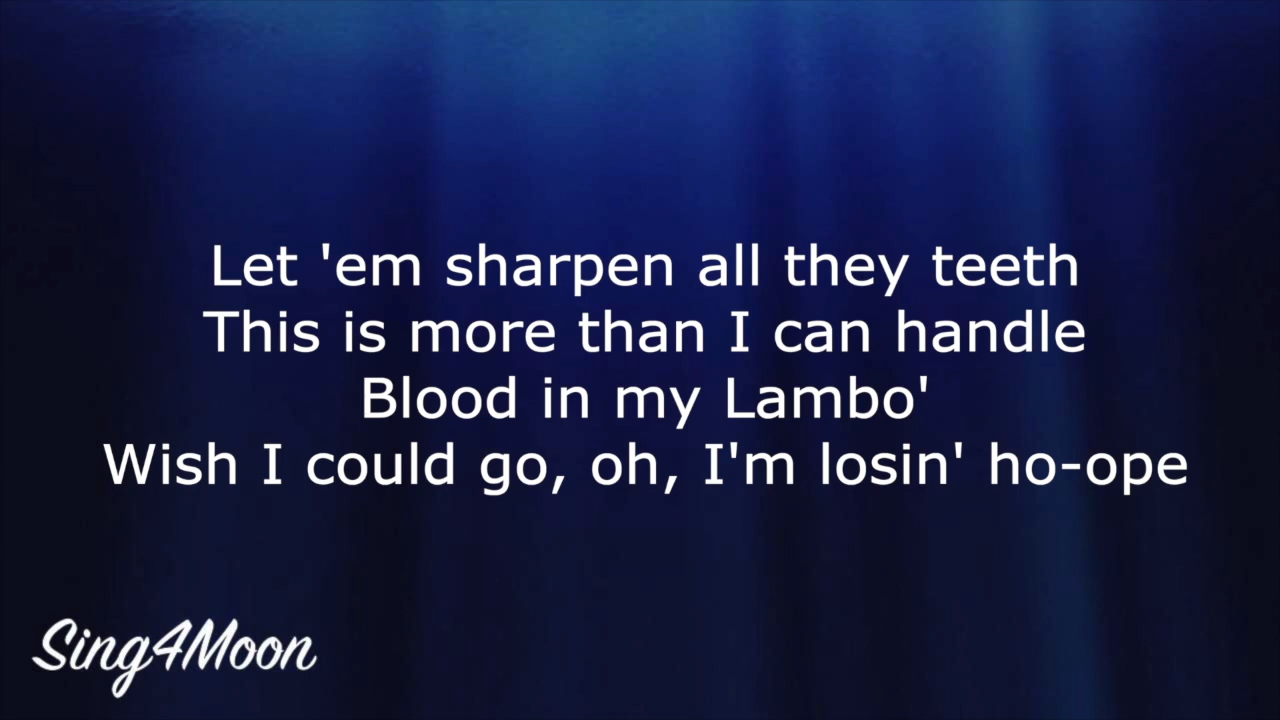 Let 'em sharpen all they teeth
This is more than I can handle
Blood in my Lambo'
Wish I could go, oh, I'm losin' ho-ope
Sing4Moon